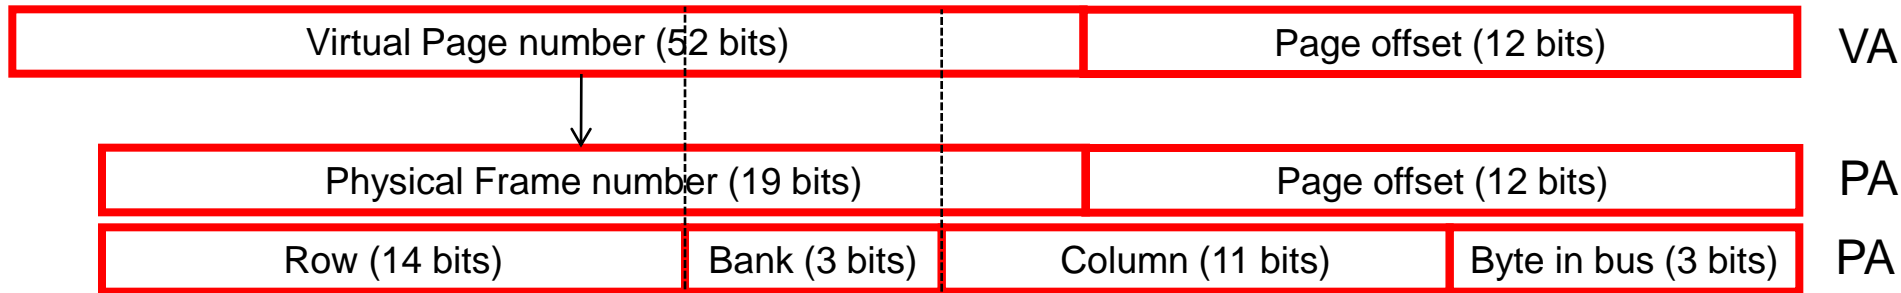 Virtual Page number (52 bits) Page offset (12 bits) VA
Physical Frame number (19 bits) Page offset (12 bits) PA
Row (14 bits) Bank (3 bits) Column (11 bits) Byte in bus (3 bits) PA